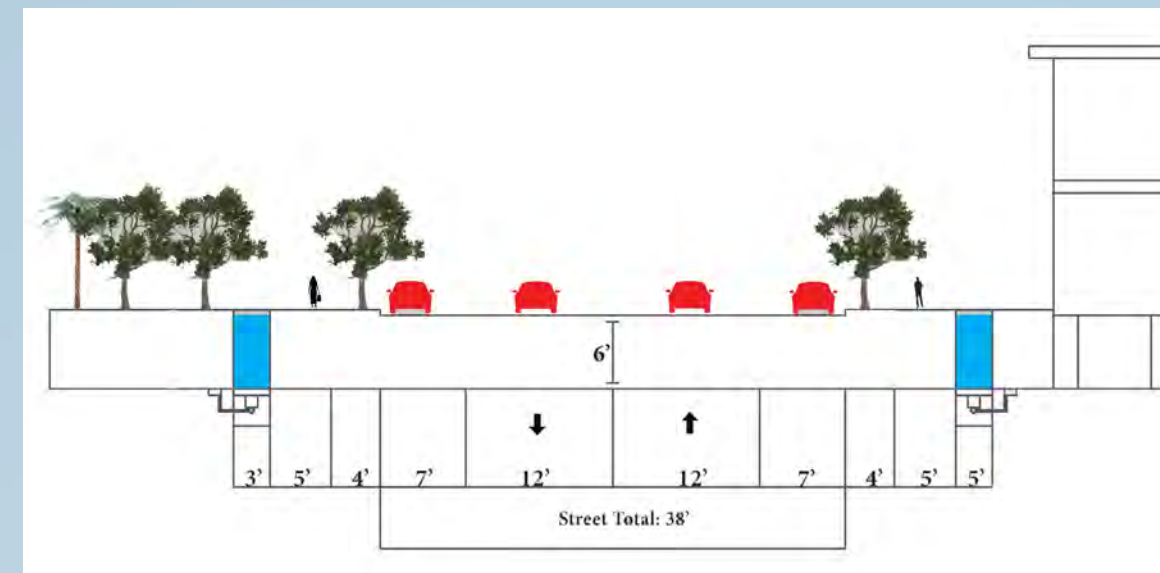 6’
3’ 5’ 4’ 7’ 12’ 12’ 7’ 4’ 5’ 5’
Street Total: 38’